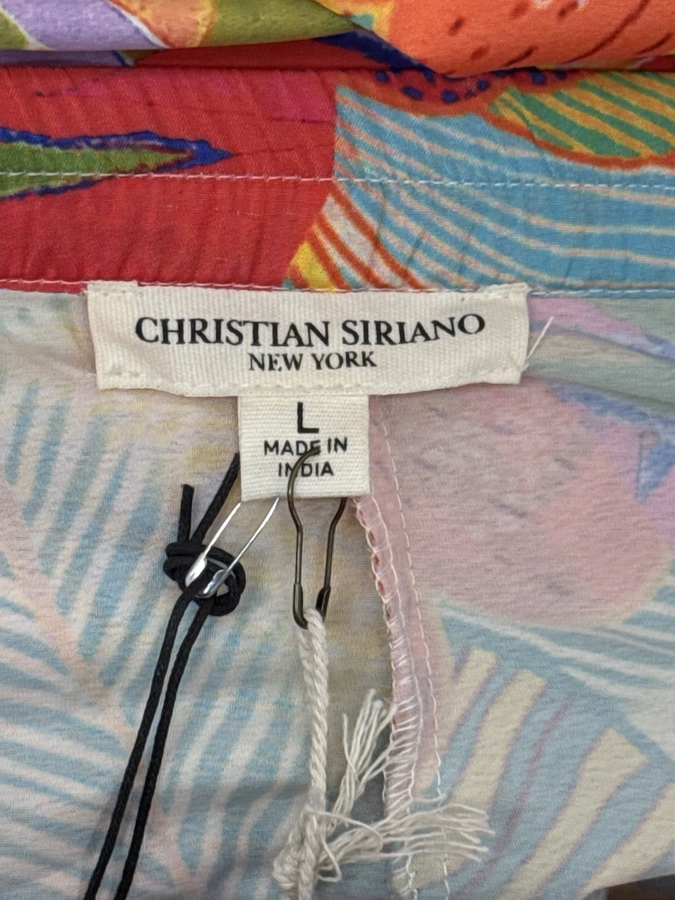 CHRISTIAN SIRIANO
NEW YORK
L
MADE IN
INDIA